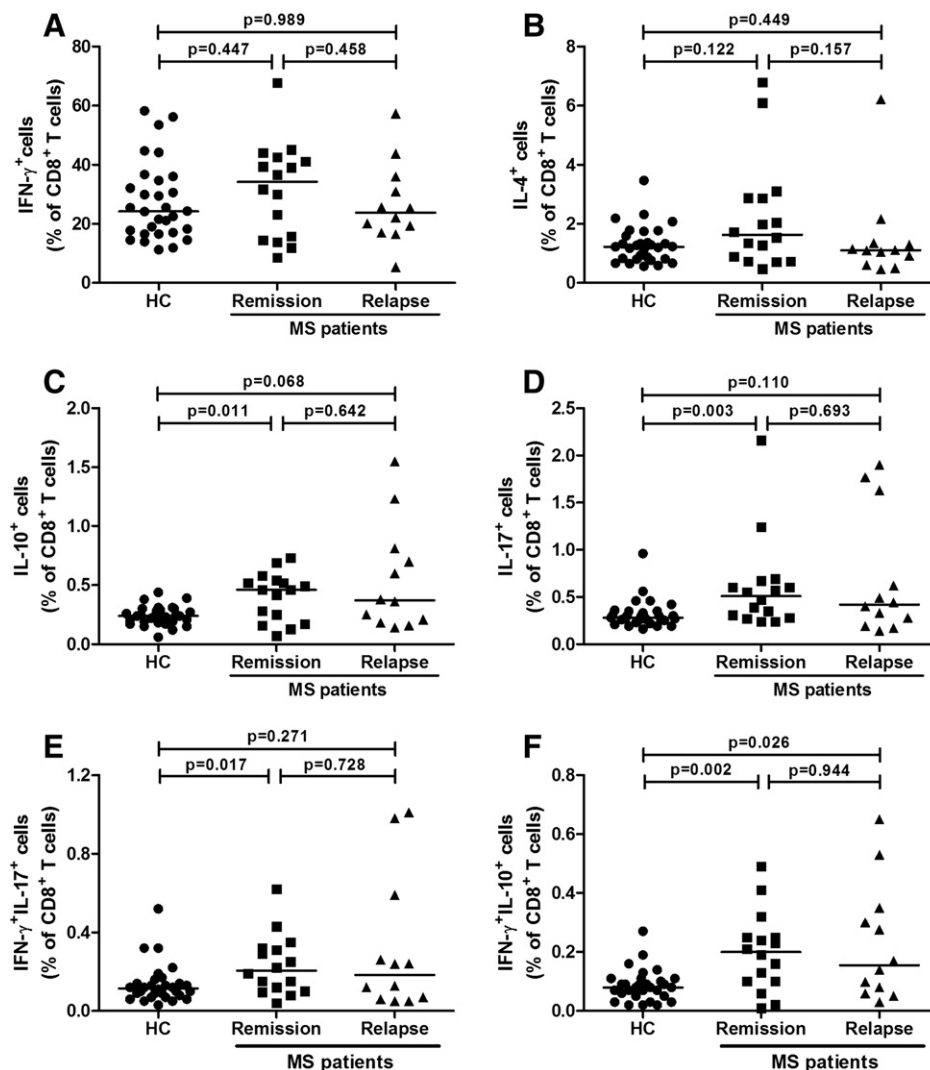 A
p=0.989
p=0.447
p=0.458
IFN-γ⁺cells
(% of CD8⁺ T cells)
80
60
40
20
0
HC
Remission
Relapse
MS patients
B
p=0.449
p=0.122
p=0.157
IL-4⁺ cells
(% of CD8⁺ T cells)
8
6
4
2
0
HC
Remission
Relapse
MS patients
C
p=0.068
p=0.011
p=0.642
IL-10⁺ cells
(% of CD8⁺ T cells)
2.0
1.5
1.0
0.5
0.0
HC
Remission
Relapse
MS patients
D
p=0.110
p=0.003
p=0.693
IL-17⁺ cells
(% of CD8⁺ T cells)
2.5
2.0
1.5
1.0
0.5
0.0
HC
Remission
Relapse
MS patients
E
p=0.271
p=0.017
p=0.728
IFN-γ⁺IL-17⁺ cells
(% of CD8⁺ T cells)
1.2
0.8
0.4
0.0
HC
Remission
Relapse
MS patients
F
p=0.026
p=0.002
p=0.944
IFN-γ⁺IL-10⁺ cells
(% of CD8⁺ T cells)
0.8
0.6
0.4
0.2
0.0
HC
Remission
Relapse
MS patients